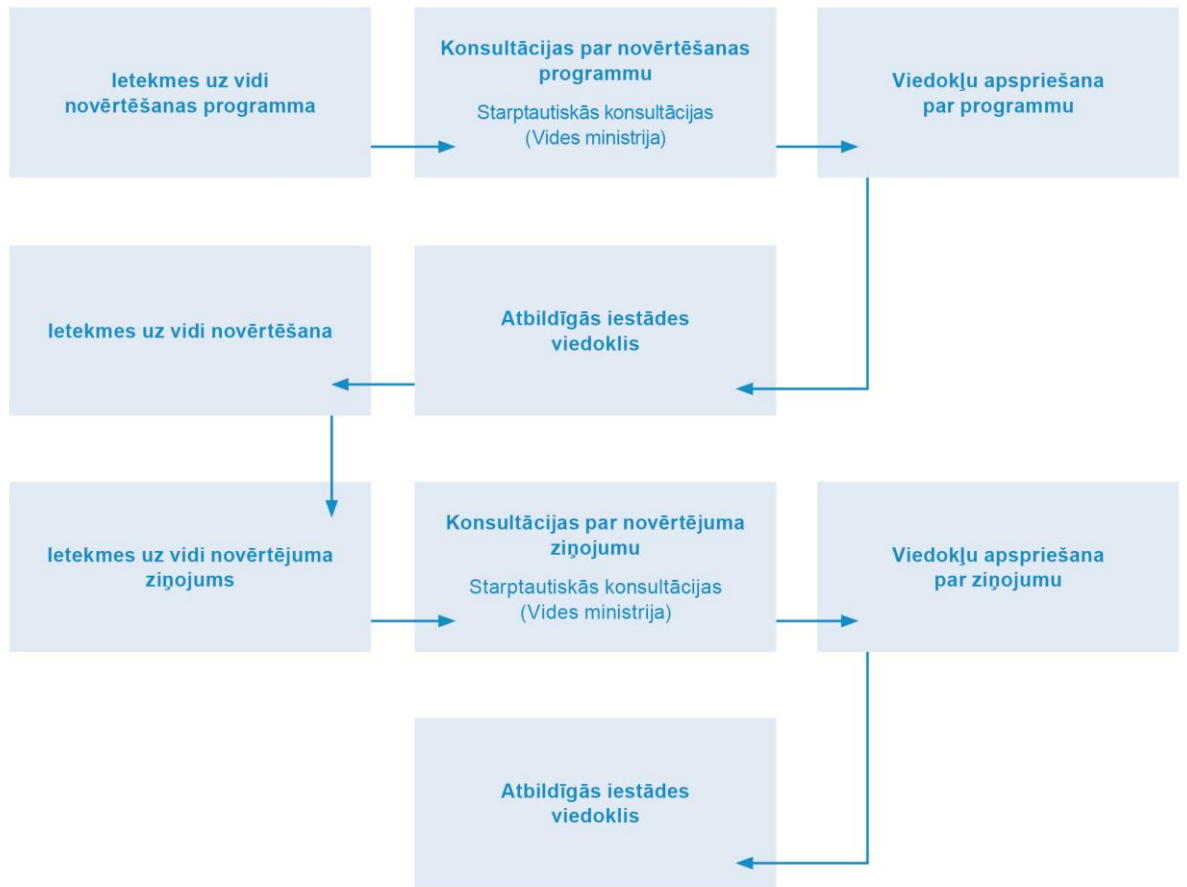 Ietekmes uz vidi
novērtēšanas programma
Konsultācijas par novērtēšanas
programmu
Starptautiskās konsultācijas
(Vides ministrija)
Viedokļu apspriešana
par programmu
Ietekmes uz vidi novērtēšana
Atbildīgās iestādes
viedoklis
Ietekmes uz vidi novērtējuma
ziņojums
Konsultācijas par novērtējuma
ziņojumu
Starptautiskās konsultācijas
(Vides ministrija)
Viedokļu apspriešana
par ziņojumu
Atbildīgās iestādes
viedoklis